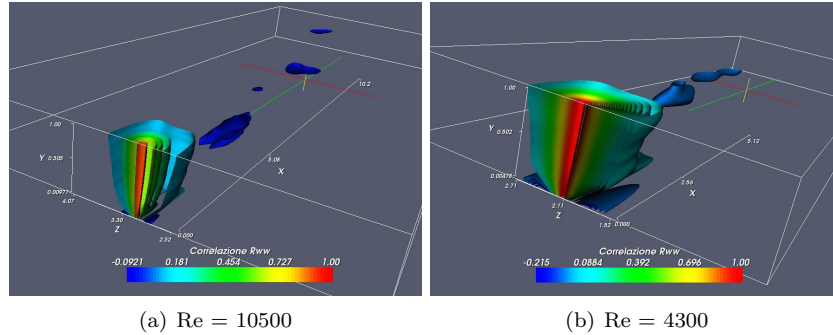 10.2
1.00
Y 0.505
5.08
X
0.00977
4.07
3.30
Z
2.52
0.000
Correlazione Rww
-0.0921 0.181 0.454 0.727 1.00
(a) Re = 10500
1.00
Y 0.502
5.12
2.56
X
0.00476
2.71
2.11
Z
1.52
0.000
Correlazione Rww
-0.215 0.0884 0.392 0.696 1.00
(b) Re = 4300